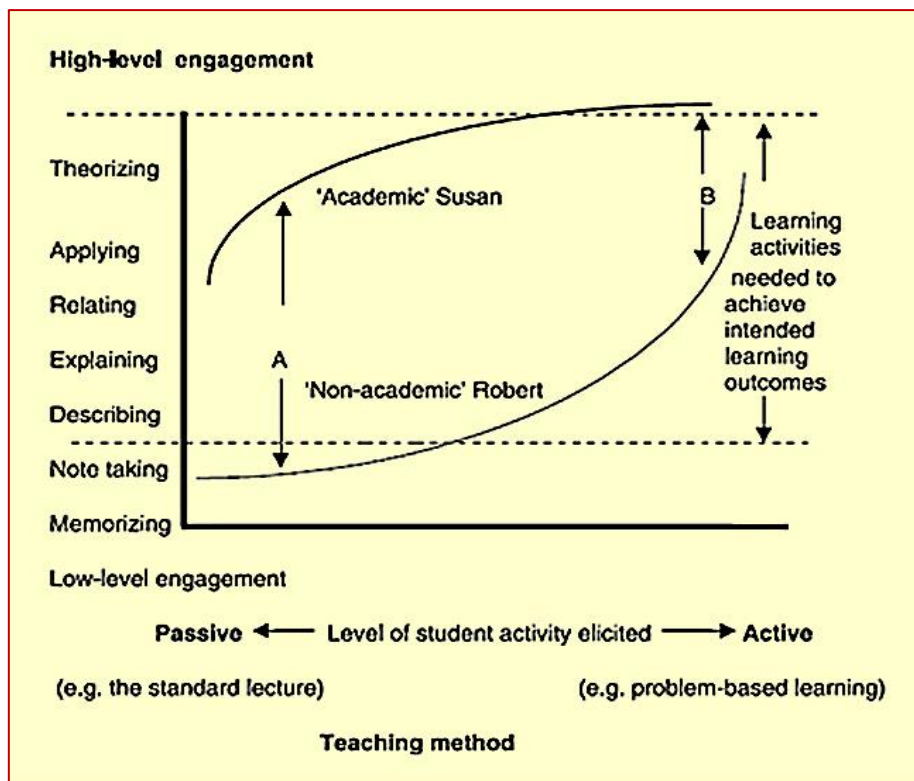 High-level engagement
Theorizing
'Academic' Susan
B
Applying
Learning
activities
needed to
achieve
intended
learning
outcomes
Relating
Explaining
A
'Non-academic' Robert
Describing
Note taking
Memorizing
Low-level engagement
Passive Level of student activity elicited Active
(e.g. the standard lecture) (e.g. problem-based learning)
Teaching method